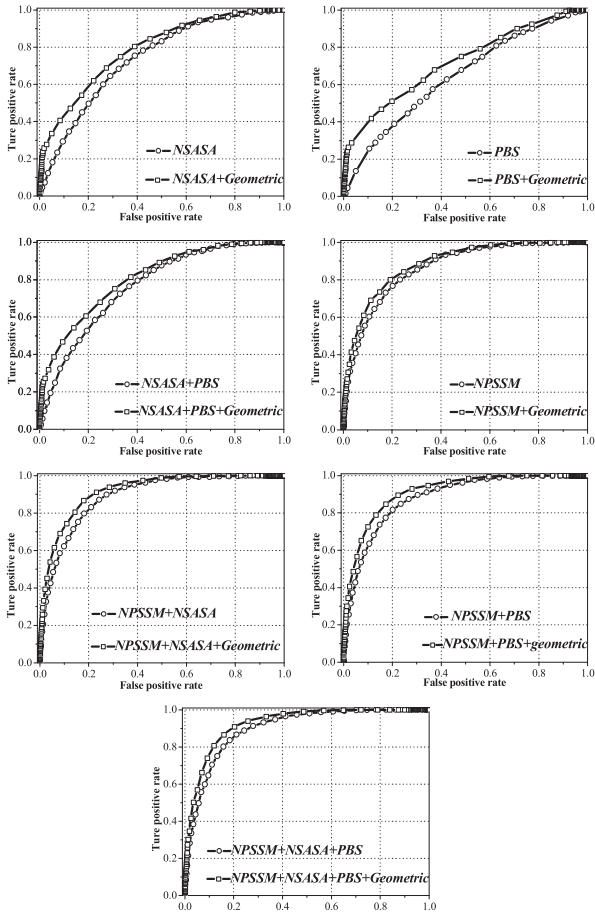 1.0
0.8
0.6
0.4
0.2
0.0
Ture positive rate
NSASA
NSASA+Geometric
0.0 0.2 0.4 0.6 0.8 1.0
False positive rate
1.0
0.8
0.6
0.4
0.2
0.0
Ture positive rate
PBS
PBS+Geometric
0.0 0.2 0.4 0.6 0.8 1.0
False positive rate
1.0
0.8
0.6
0.4
0.2
0.0
Ture positive rate
NSASA+PBS
NSASA+PBS+Geometric
0.0 0.2 0.4 0.6 0.8 1.0
False positive rate
1.0
0.8
0.6
0.4
0.2
0.0
Ture positive rate
NPSSM
NPSSM+Geometric
0.0 0.2 0.4 0.6 0.8 1.0
False positive rate
1.0
0.8
0.6
0.4
0.2
0.0
Ture positive rate
NPSSM+NSASA
NPSSM+NSASA+Geometric
0.0 0.2 0.4 0.6 0.8 1.0
False positive rate
1.0
0.8
0.6
0.4
0.2
0.0
Ture positive rate
NPSSM+PBS
NPSSM+PBS+geometric
0.0 0.2 0.4 0.6 0.8 1.0
False positive rate
1.0
0.8
0.6
0.4
0.2
0.0
Ture positive rate
NPSSM+NSASA+PBS
NPSSM+NSASA+PBS+Geometric
0.0 0.2 0.4 0.6 0.8 1.0